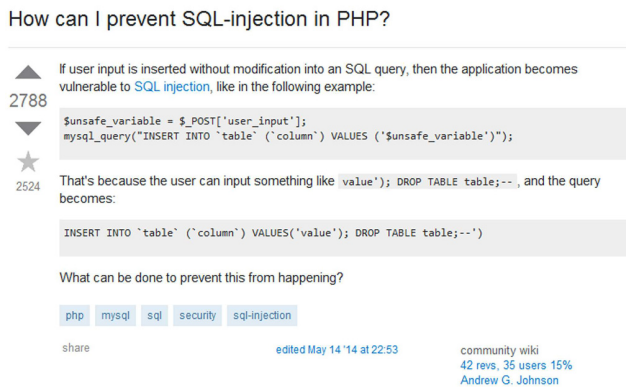 How can I prevent SQL-injection in PHP?
2788
2524
If user input is inserted without modification into an SQL query, then the application becomes
vulnerable to SQL injection, like in the following example:
$unsafe_variable = $_POST['user_input'];
mysql_query("INSERT INTO `table` (`column`) VALUES ('$unsafe_variable')");
That's because the user can input something like value'); DROP TABLE table;-- , and the query
becomes:
INSERT INTO `table` (`column`) VALUES('value'); DROP TABLE table;--')
What can be done to prevent this from happening?
php mysql sql security sql-injection
share edited May 14 '14 at 22:53 community wiki
42 revs, 35 users 15%
Andrew G. Johnson